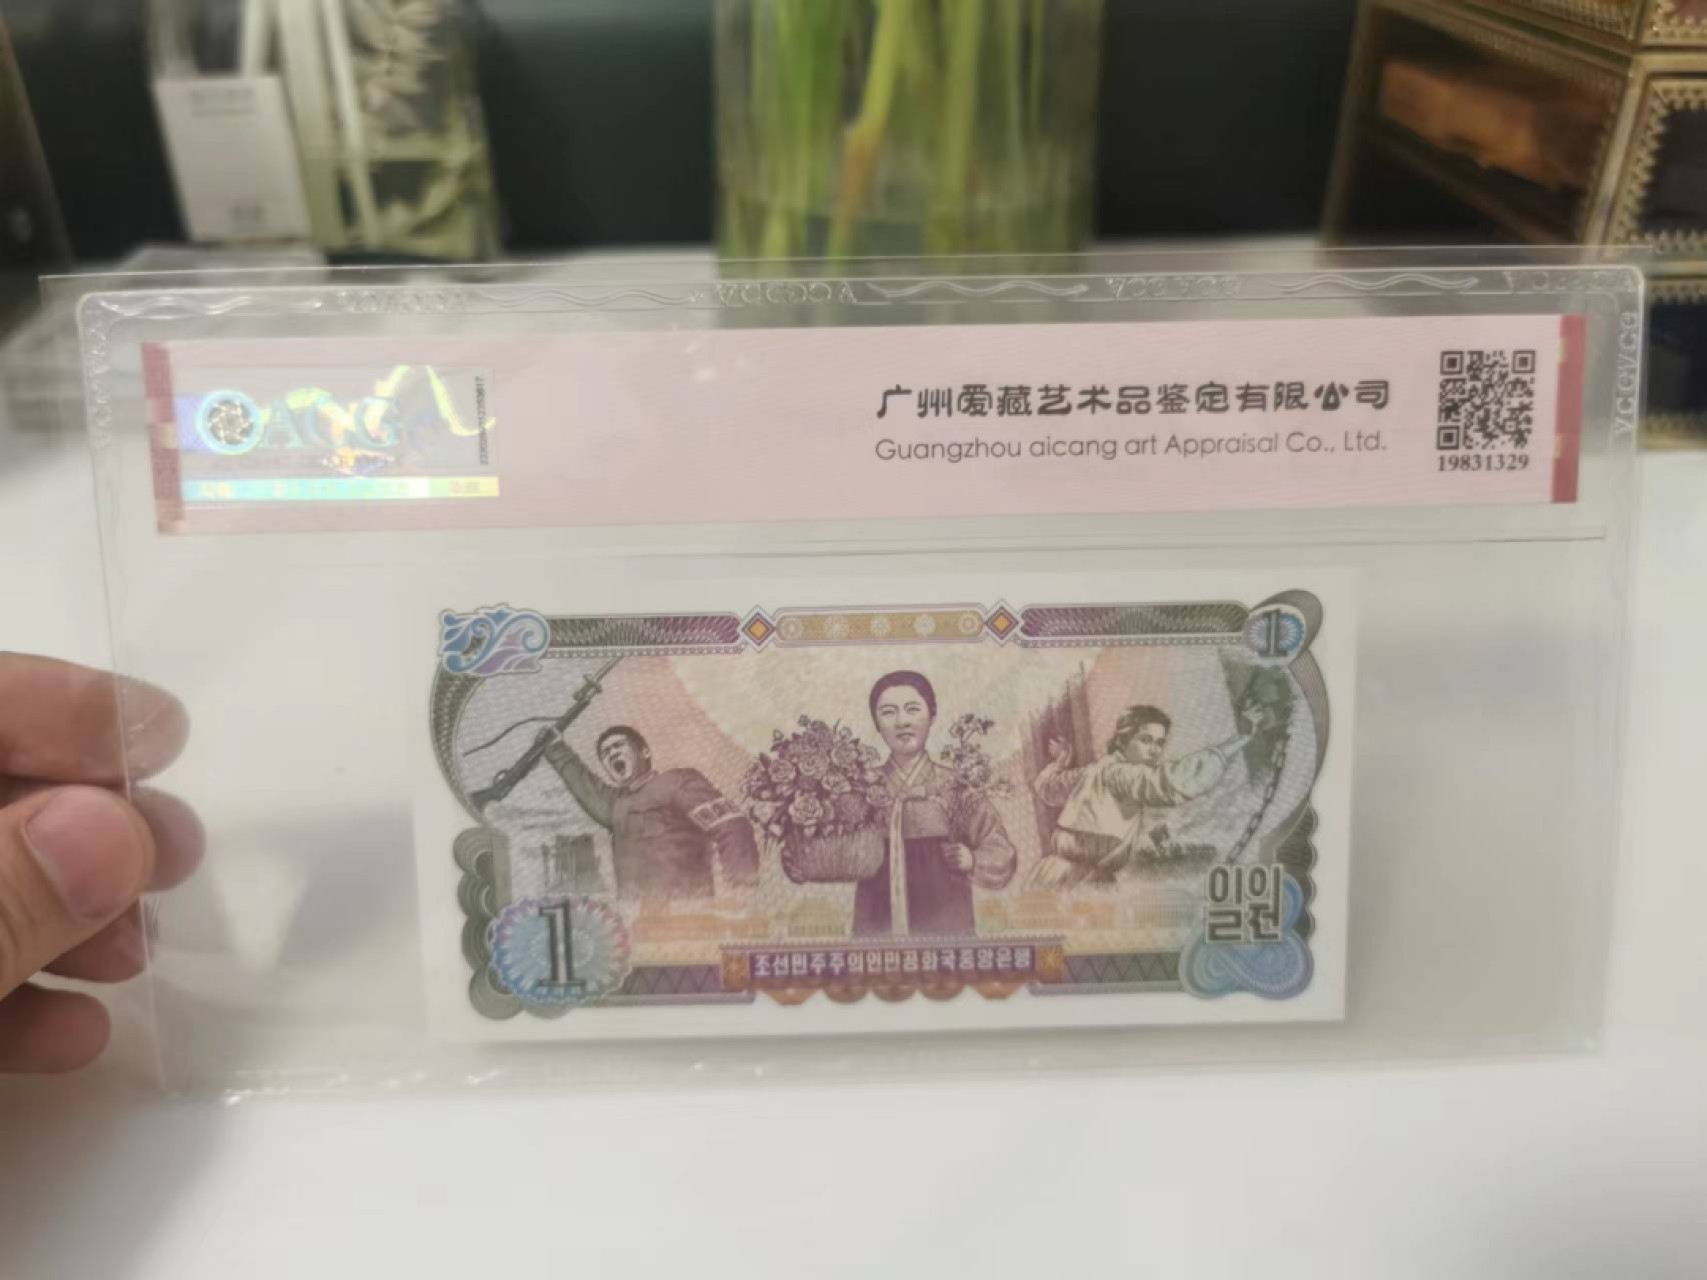 ACG
广州爱藏艺术品鉴定有限公司
Guangzhou aicang art Appraisal Co., Ltd.
19831329
1
1
일원
조선민주주의인민공화국중앙은행